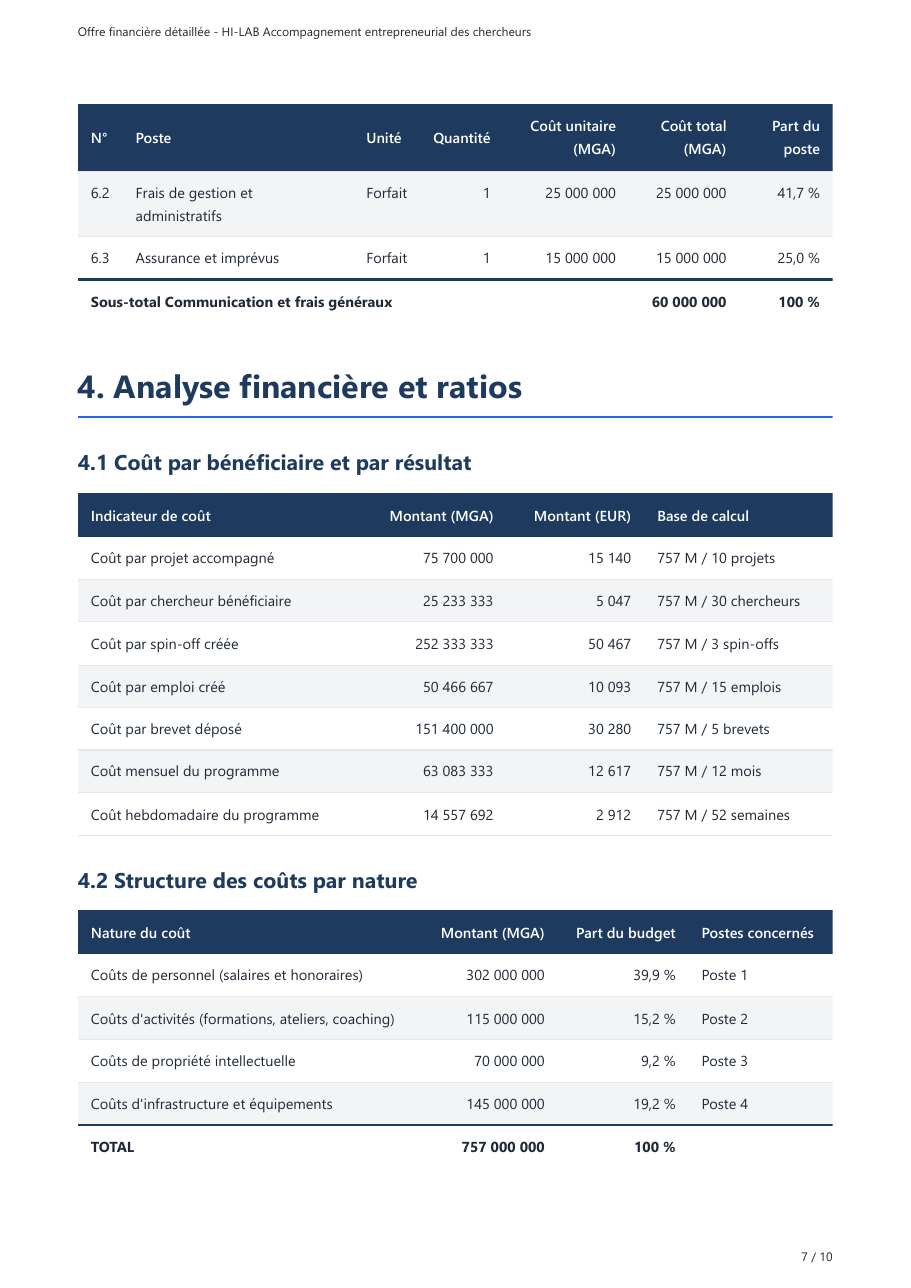 Offre financière détaillée - HI-LAB Accompagnement entrepreneurial des chercheurs
N° Poste Unité Quantité Coût unitaire (MGA) Coût total (MGA) Part du poste
6.2 Frais de gestion et administratifs Forfait 1 25 000 000 25 000 000 41,7 %
6.3 Assurance et imprévus Forfait 1 15 000 000 15 000 000 25,0 %
Sous-total Communication et frais généraux 60 000 000 100 %
4. Analyse financière et ratios
4.1 Coût par bénéficiaire et par résultat
Indicateur de coût Montant (MGA) Montant (EUR) Base de calcul
Coût par projet accompagné 75 700 000 15 140 757 M / 10 projets
Coût par chercheur bénéficiaire 25 233 333 5 047 757 M / 30 chercheurs
Coût par spin-off créée 252 333 333 50 467 757 M / 3 spin-offs
Coût par emploi créé 50 466 667 10 093 757 M / 15 emplois
Coût par brevet déposé 151 400 000 30 280 757 M / 5 brevets
Coût mensuel du programme 63 083 333 12 617 757 M / 12 mois
Coût hebdomadaire du programme 14 557 692 2 912 757 M / 52 semaines
4.2 Structure des coûts par nature
Nature du coût Montant (MGA) Part du budget Postes concernés
Coûts de personnel (salaires et honoraires) 302 000 000 39,9 % Poste 1
Coûts d'activités (formations, ateliers, coaching) 115 000 000 15,2 % Poste 2
Coûts de propriété intellectuelle 70 000 000 9,2 % Poste 3
Coûts d'infrastructure et équipements 145 000 000 19,2 % Poste 4
TOTAL 757 000 000 100 %
7 / 10